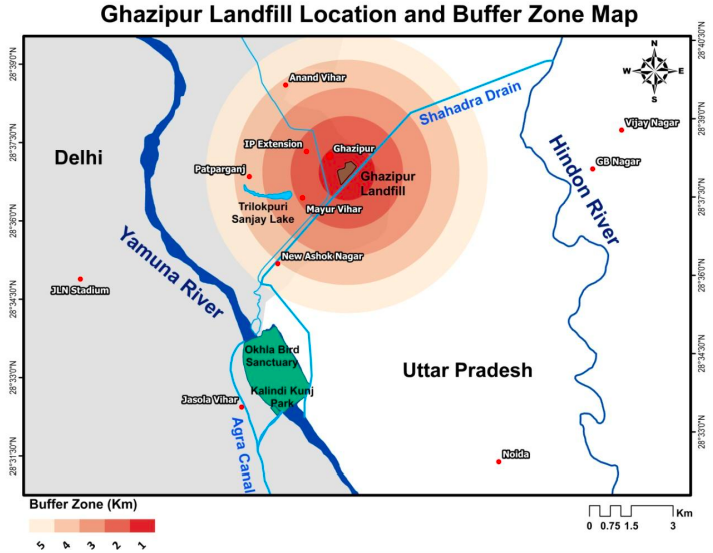 Ghazipur Landfill Location and Buffer Zone Map
28°39'0"N
28°37'30"N
28°36'0"N
28°34'30"N
28°33'0"N
28°31'30"N
28°40'30"N
28°39'0"N
28°37'30"N
28°36'0"N
28°34'30"N
28°33'0"N
N
W
E
S
Anand Vihar
Shahadra Drain
Vijay Nagar
Delhi
IP Extension
Ghazipur
Hindon River
GB Nagar
Patparganj
Ghazipur
Landfill
Trilokpuri
Sanjay Lake
Mayur Vihar
Yamuna River
New Ashok Nagar
JLN Stadium
Okhla Bird
Sanctuary
Uttar Pradesh
Kalindi Kunj
Park
Jasola Vihar
Agra Canal
Noida
Buffer Zone (Km)
5 4 3 2 1
Km
0 0.75 1.5 3